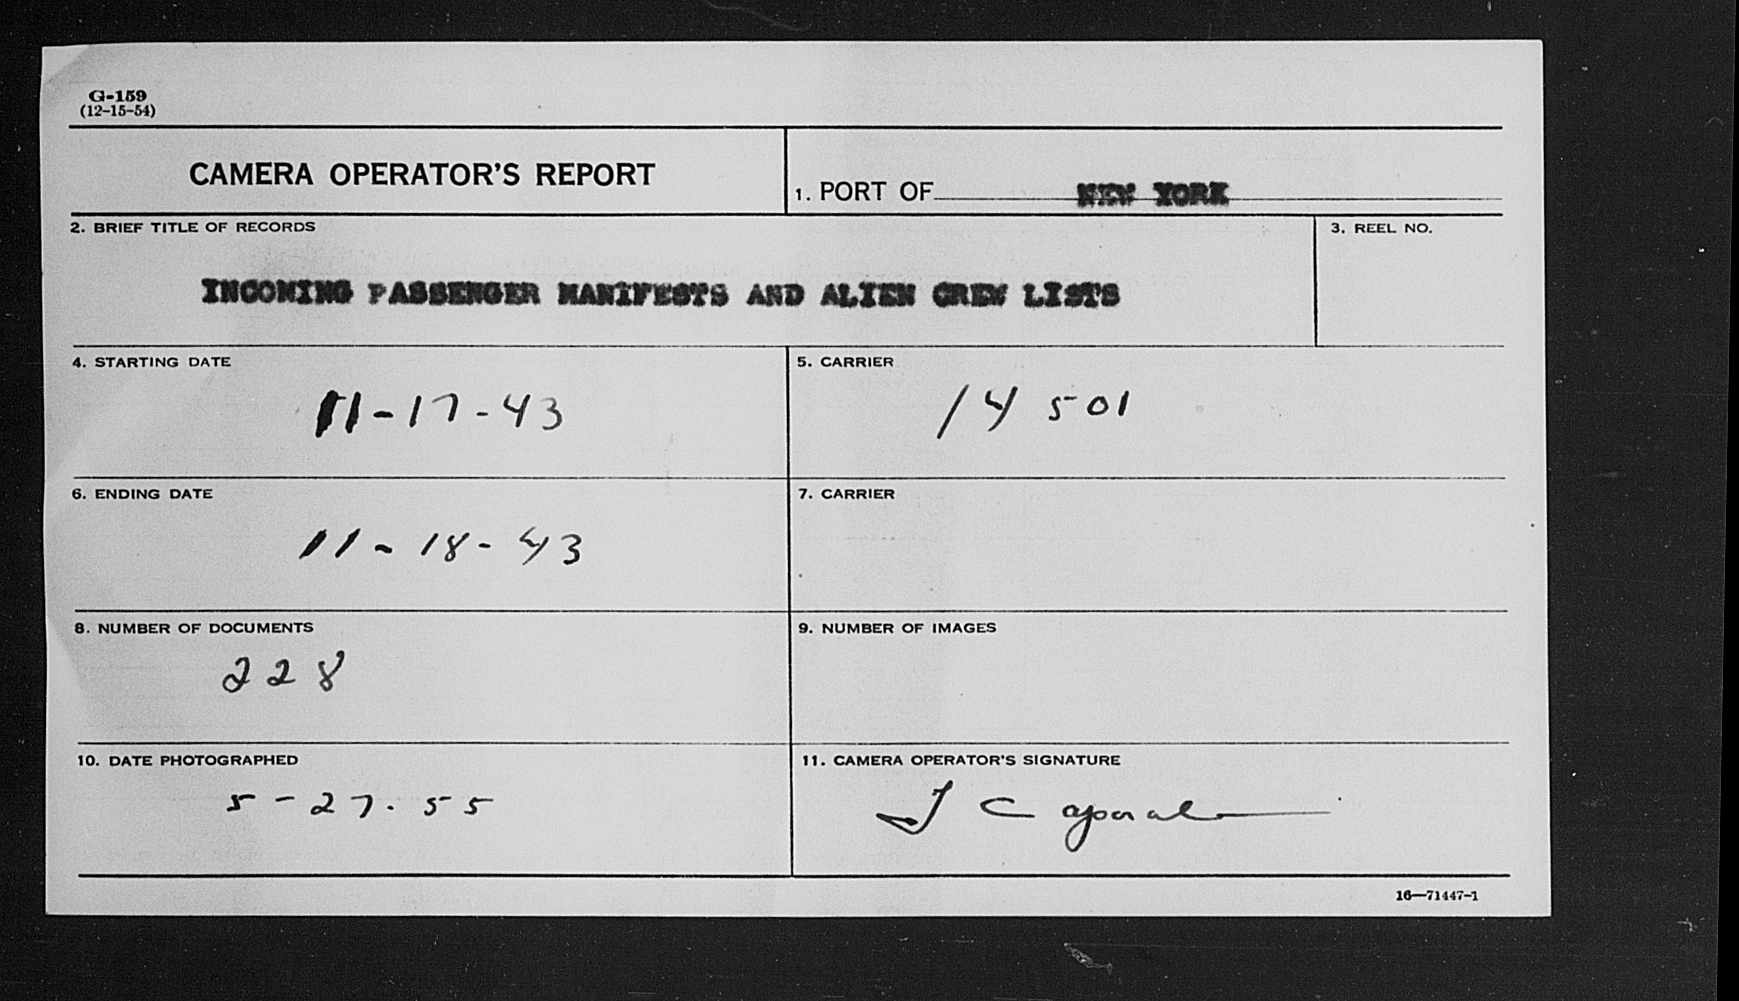 G-159
(12-15-54)
CAMERA OPERATOR'S REPORT
1. PORT OF NEW YORK
2. BRIEF TITLE OF RECORDS
INCOMING PASSENGER MANIFESTS AND ALIEN CREW LISTS
3. REEL NO.
4. STARTING DATE
11-17-43
5. CARRIER
14501
6. ENDING DATE
11-18-43
7. CARRIER
8. NUMBER OF DOCUMENTS
228
9. NUMBER OF IMAGES
10. DATE PHOTOGRAPHED
5-27-55
11. CAMERA OPERATOR'S SIGNATURE
J Caporal
16—71447-1